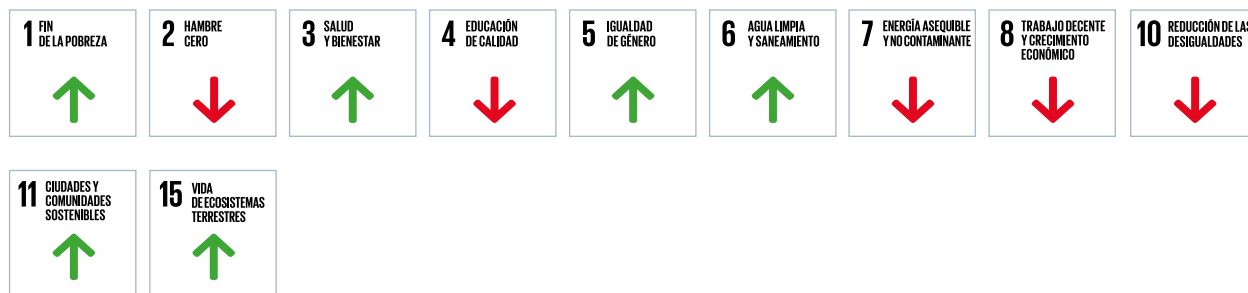 1 FIN
DE LA POBREZA
2 HAMBRE
CERO
3 SALUD
Y BIENESTAR
4 EDUCACIÓN
DE CALIDAD
5 IGUALDAD
DE GÉNERO
6 AGUA LIMPIA
Y SANEAMIENTO
7 ENERGÍA ASEQUIBLE
Y NO CONTAMINANTE
8 TRABAJO DECENTE
Y CRECIMIENTO
ECONÓMICO
10 REDUCCIÓN DE LAS
DESIGUALDADES
11 CIUDADES Y
COMUNIDADES
SOSTENIBLES
15 VIDA
DE ECOSISTEMAS
TERRESTRES